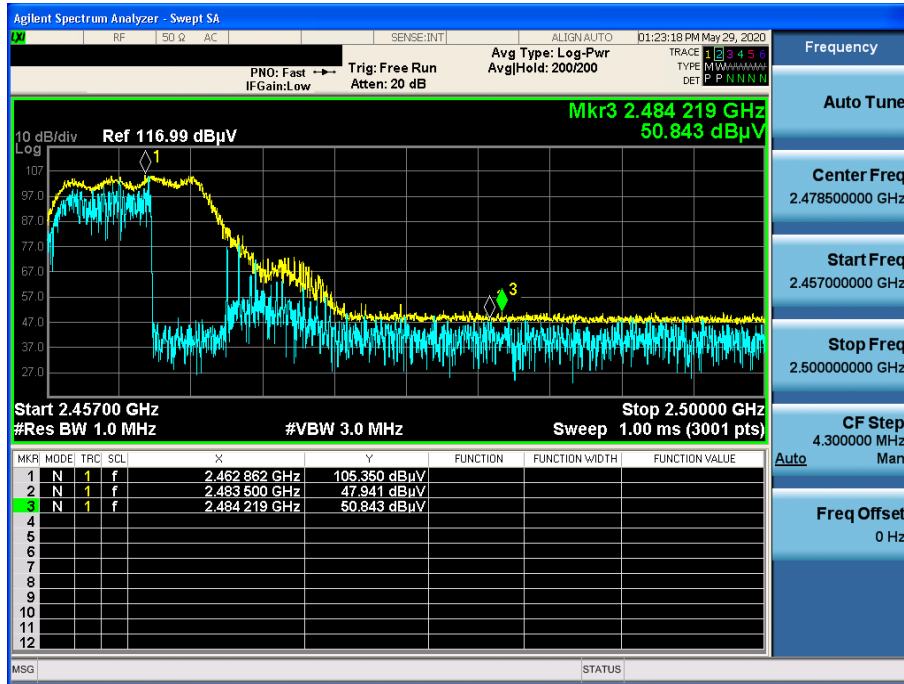 Agilent Spectrum Analyzer - Swept SA
LXI RF 50 Ω AC SENSE:INT ALIGN AUTO 01:23:18 PM May 29, 2020
PNO: Fast
IFGain:Low
Trig: Free Run
Atten: 20 dB
Avg Type: Log-Pwr
Avg|Hold: 200/200
TRACE 1 2 3 4 5 6
TYPE M W
DET P P N N N N
Mkr3 2.484 219 GHz
50.843 dBµV
10 dB/div Ref 116.99 dBµV
Log
107
97.0
87.0
77.0
67.0
57.0
47.0
37.0
27.0
1
3
Start 2.45700 GHz Stop 2.50000 GHz
#Res BW 1.0 MHz #VBW 3.0 MHz Sweep 1.00 ms (3001 pts)
MKR MODE TRC SCL X Y FUNCTION FUNCTION WIDTH FUNCTION VALUE
1 N 1 f 2.462 862 GHz 105.350 dBµV
2 N 1 f 2.483 500 GHz 47.941 dBµV
3 N 1 f 2.484 219 GHz 50.843 dBµV
4
5
6
7
8
9
10
11
12
MSG STATUS
Frequency
Auto Tune
Center Freq
2.478500000 GHz
Start Freq
2.457000000 GHz
Stop Freq
2.500000000 GHz
CF Step
4.300000 MHz
Auto Man
Freq Offset
0 Hz